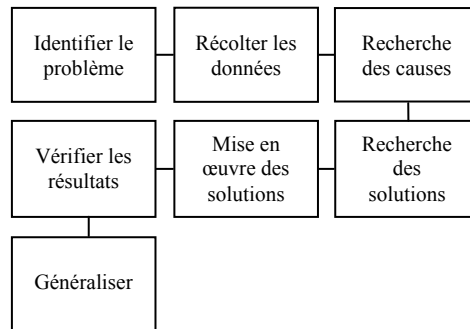 Identifier le
problème
Récolter les
données
Recherche
des causes
Recherche
des
solutions
Mise en
œuvre des
solutions
Vérifier les
résultats
Généraliser